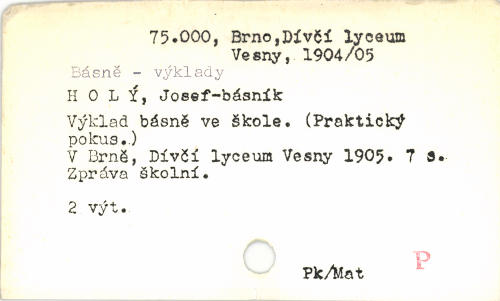 75.000, Brno,Dívčí lyceum
Vesny, 1904/05
Básně - výklady
H O L Ý, Josef-básník
Výklad básně ve škole. (Praktický
pokus.)
V Brně, Dívčí lyceum Vesny 1905. 7 s.
Zpráva školní.
2 výt.
Pk/Mat
P